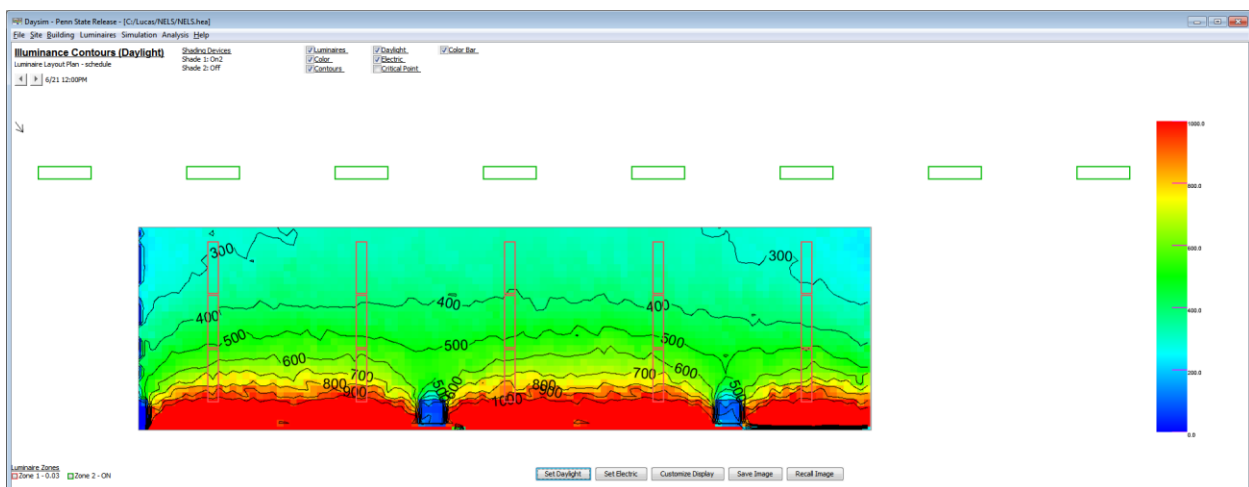 Daysim - Penn State Release - [C:/Lucas/NELS/NELS.hea]
File Site Building Luminaires Simulation Analysis Help
Illuminance Contours (Daylight)
Luminaire Layout Plan - schedule
6/21 12:00PM
Shading Devices
Shade 1: On2
Shade 2: Off
Luminaires Daylight Color Bar
Color Electric
Contours Critical Point
1000.0
800.0
600.0
400.0
200.0
0.0
300 300
400 400 400
400
500 500 500
600 600
700 700
800 800
900 900
1000
500 600 500
Luminaire Zones
Zone 1 - 0.03 Zone 2 - ON
Set Daylight Set Electric Customize Display Save Image Recall Image